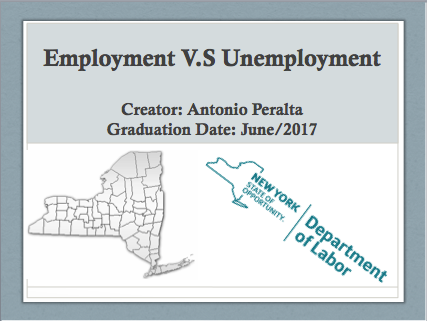 Employment V.S Unemployment
Creator: Antonio Peralta
Graduation Date: June/2017
NEW YORK
STATE OF
OPPORTUNITY.
Department
of Labor